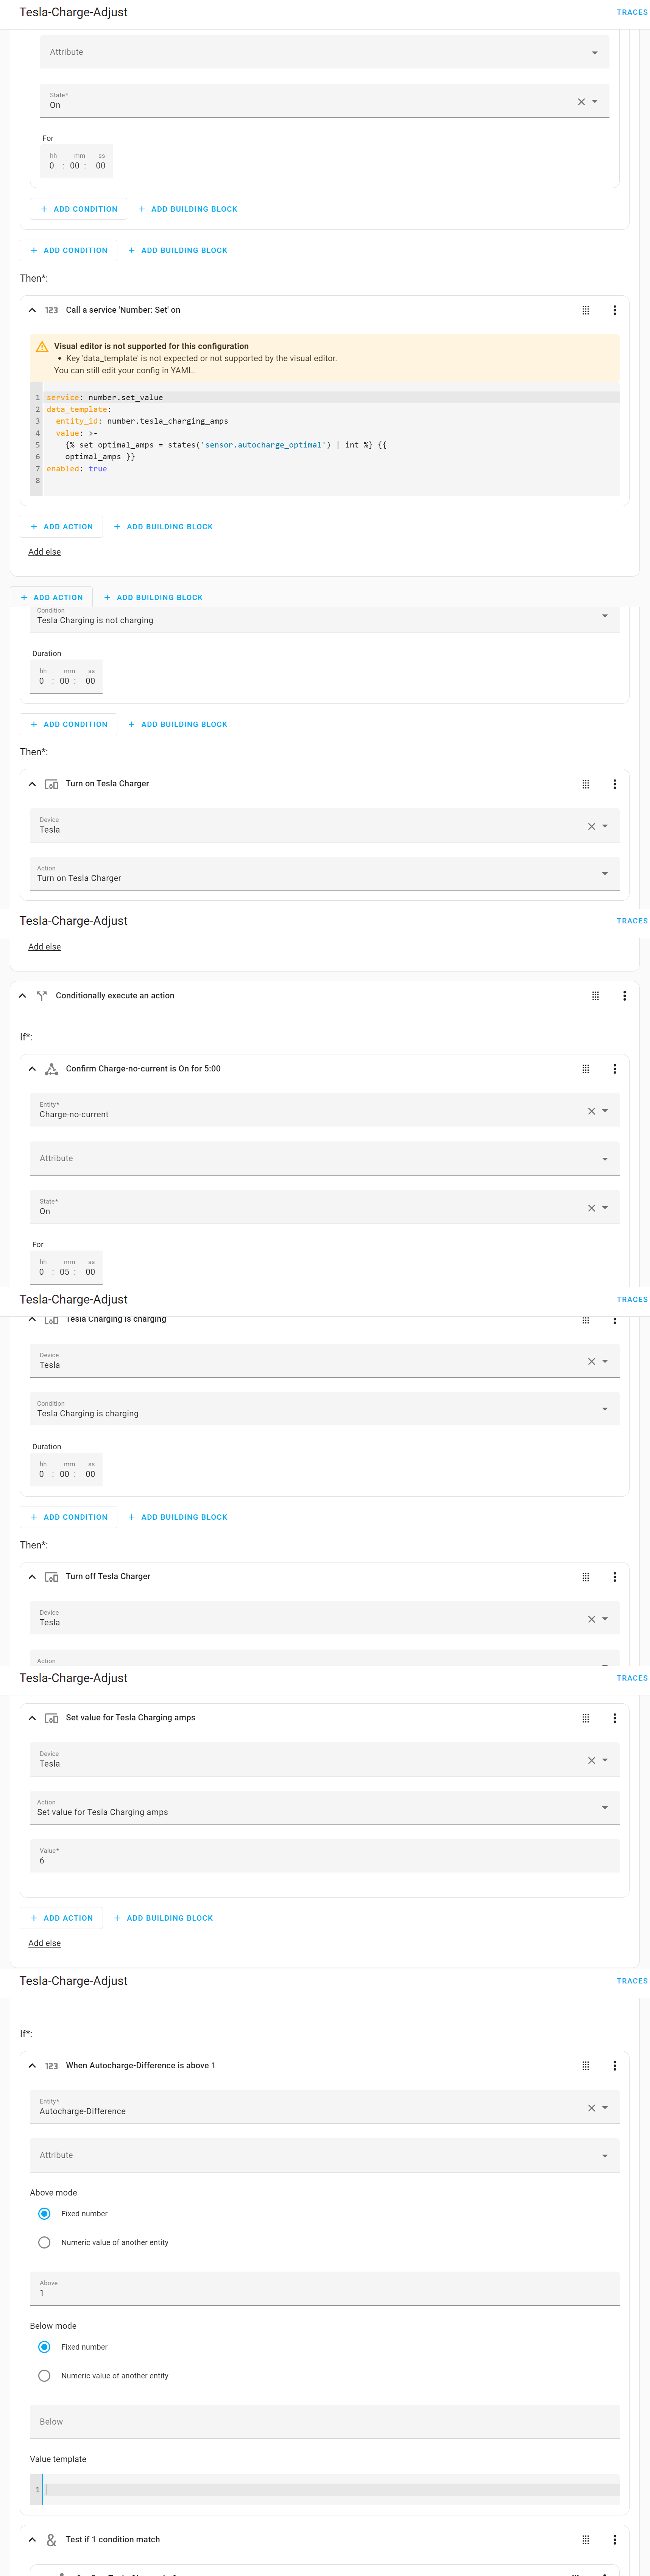 Tesla-Charge-Adjust
TRACES
Attribute
State*
On
For
hh mm ss
0 : 00 : 00
+ ADD CONDITION + ADD BUILDING BLOCK
+ ADD CONDITION + ADD BUILDING BLOCK
Then*:
123 Call a service 'Number: Set' on
Visual editor is not supported for this configuration
• Key 'data_template' is not expected or not supported by the visual editor.
You can still edit your config in YAML.
1 service: number.set_value
2 data_template:
3 entity_id: number.tesla_charging_amps
4 value: >-
5 {% set optimal_amps = states('sensor.autocharge_optimal') | int %} {{
6 optimal_amps }}
7 enabled: true
8
+ ADD ACTION + ADD BUILDING BLOCK
Add else
+ ADD ACTION + ADD BUILDING BLOCK
Condition
Tesla Charging is not charging
Duration
hh mm ss
0 : 00 : 00
+ ADD CONDITION + ADD BUILDING BLOCK
Then*:
Turn on Tesla Charger
Device
Tesla
Action
Turn on Tesla Charger
Tesla-Charge-Adjust
TRACES
Add else
Conditionally execute an action
If*:
Confirm Charge-no-current is On for 5:00
Entity*
Charge-no-current
Attribute
State*
On
For
hh mm ss
0 : 05 : 00
Tesla-Charge-Adjust
TRACES
Tesla Charging is charging
Device
Tesla
Condition
Tesla Charging is charging
Duration
hh mm ss
0 : 00 : 00
+ ADD CONDITION + ADD BUILDING BLOCK
Then*:
Turn off Tesla Charger
Device
Tesla
Action
Tesla-Charge-Adjust
TRACES
Set value for Tesla Charging amps
Device
Tesla
Action
Set value for Tesla Charging amps
Value*
6
+ ADD ACTION + ADD BUILDING BLOCK
Add else
Tesla-Charge-Adjust
TRACES
If*:
123 When Autocharge-Difference is above 1
Entity*
Autocharge-Difference
Attribute
Above mode
Fixed number
Numeric value of another entity
Above
1
Below mode
Fixed number
Numeric value of another entity
Below
Value template
1
& Test if 1 condition match